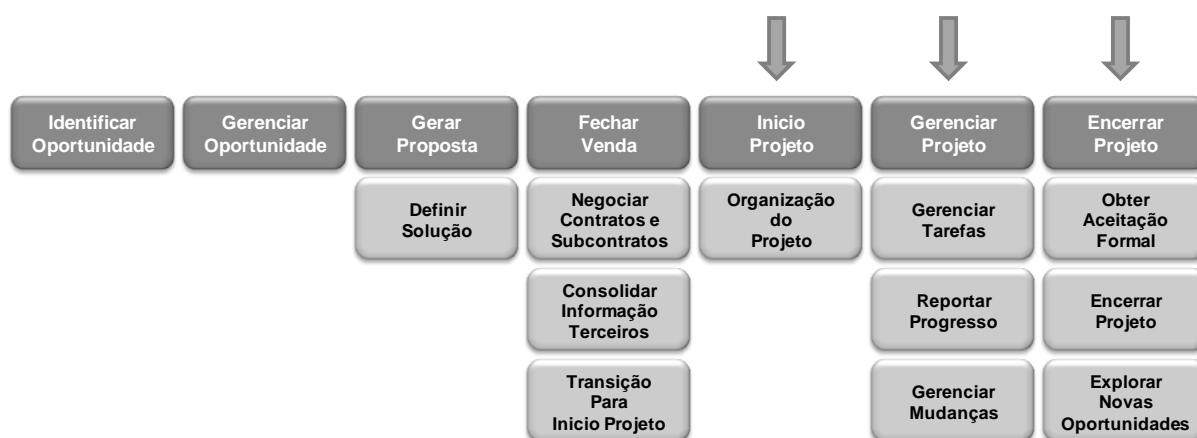 Identificar
Oportunidade
Gerenciar
Oportunidade
Gerar
Proposta
Fechar
Venda
Inicio
Projeto
Gerenciar
Projeto
Encerrar
Projeto
Definir
Solução
Negociar
Contratos e
Subcontratos
Organização
do
Projeto
Gerenciar
Tarefas
Obter
Aceitação
Formal
Consolidar
Informação
Terceiros
Reportar
Progresso
Encerrar
Projeto
Transição
Para
Inicio Projeto
Gerenciar
Mudanças
Explorar
Novas
Oportunidades